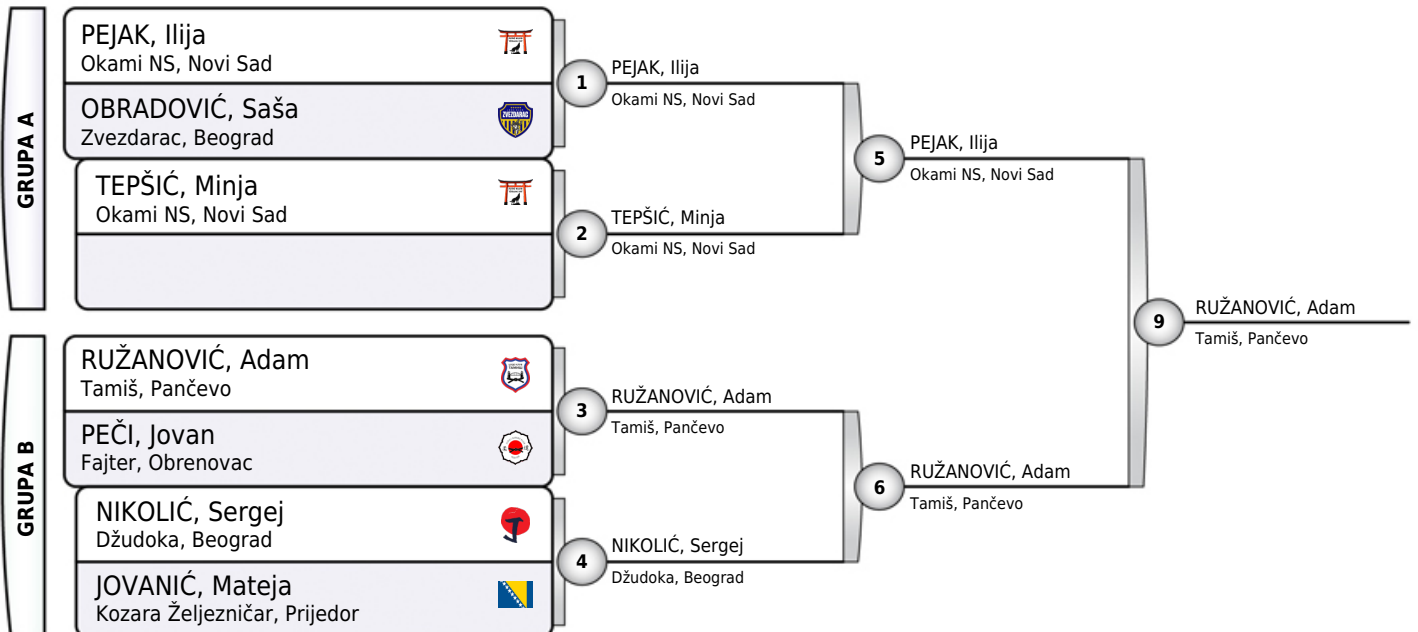 GRUPA A
PEJAK, Ilija
Okami NS, Novi Sad
OBRADOVIĆ, Saša
Zvezdarac, Beograd
ZVEZDARAC
TEPŠIĆ, Minja
Okami NS, Novi Sad
1
PEJAK, Ilija
Okami NS, Novi Sad
2
TEPŠIĆ, Minja
Okami NS, Novi Sad
5
PEJAK, Ilija
Okami NS, Novi Sad
GRUPA B
RUŽANOVIĆ, Adam
Tamiš, Pančevo
PEČI, Jovan
Fajter, Obrenovac
NIKOLIĆ, Sergej
Džudoka, Beograd
JOVANIĆ, Mateja
Kozara Željezničar, Prijedor
3
RUŽANOVIĆ, Adam
Tamiš, Pančevo
4
NIKOLIĆ, Sergej
Džudoka, Beograd
6
RUŽANOVIĆ, Adam
Tamiš, Pančevo
9
RUŽANOVIĆ, Adam
Tamiš, Pančevo